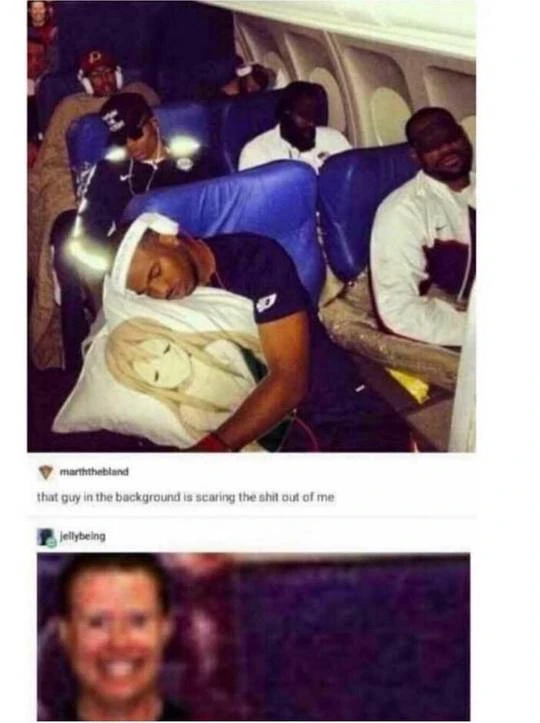 marththebland
that guy in the background is scaring the shit out of me
jellybeing